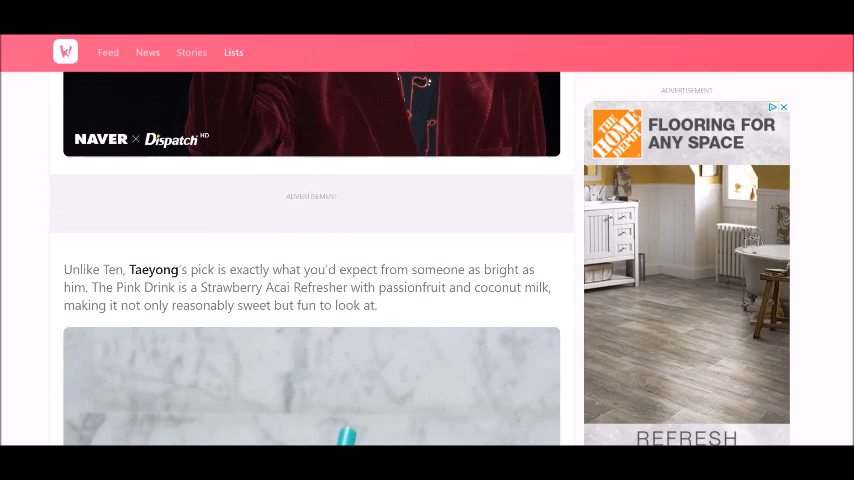 Feed News Stories Lists
NAVER × Dispatch HD
ADVERTISEMENT
Unlike Ten, Taeyong's pick is exactly what you'd expect from someone as bright as
him. The Pink Drink is a Strawberry Acai Refresher with passionfruit and coconut milk,
making it not only reasonably sweet but fun to look at.
ADVERTISEMENT
THE HOME DEPOT
FLOORING FOR
ANY SPACE
REFRESH